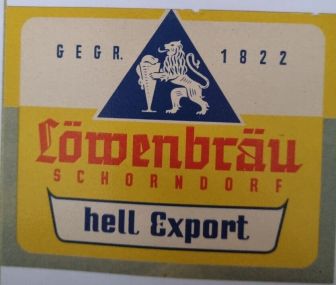 GEGR. 1822
Löwenbräu
SCHORNDORF
hell Export